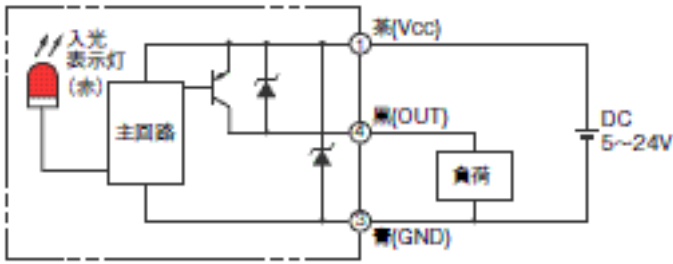 入光
表示灯
(赤)
主回路
① 茶(Vcc)
④ 黒(OUT)
③ 青(GND)
負荷
DC
5～24V